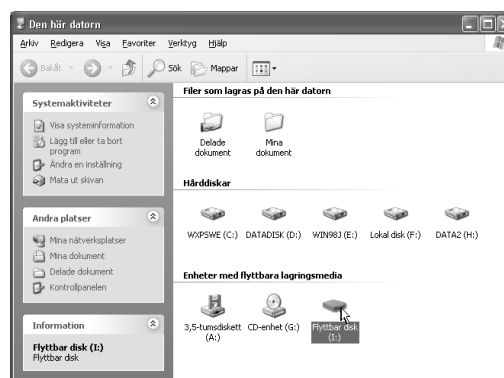 Den här datorn
Arkiv Redigera Visa Favoriter Verktyg Hjälp
Bakåt Sök Mappar
Systemaktiviteter
Visa systeminformation
Lägg till eller ta bort
program
Ändra en inställning
Mata ut skivan
Andra platser
Mina nätverksplatser
Mina dokument
Delade dokument
Kontrollpanelen
Information
Flyttbar disk (I:)
Flyttbar disk
Filer som lagras på den här datorn
Delade
dokument
Mina
dokument
Hårddiskar
WXPSWE (C:) DATADISK (D:) WIN98J (E:) Lokal disk (F:) DATA2 (H:)
Enheter med flyttbara lagringsmedia
3,5-tumsdiskett
(A:)
CD-enhet (G:)
Flyttbar disk
(I:)